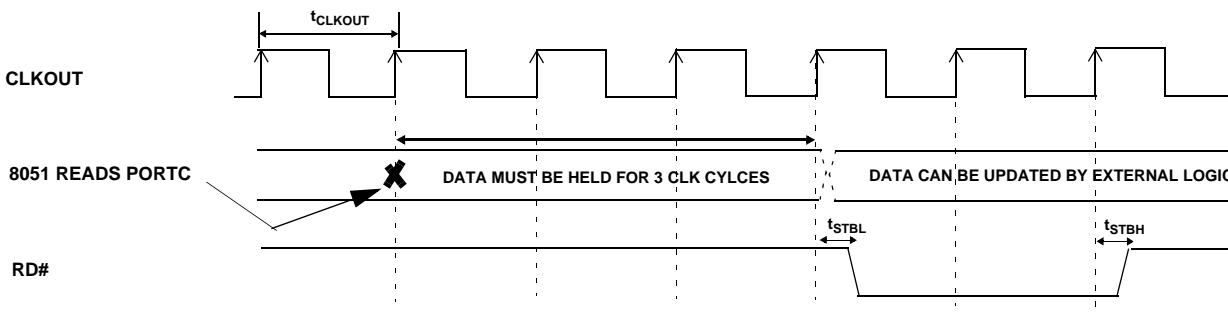 tCLKOUT
CLKOUT
8051 READS PORTC
DATA MUST BE HELD FOR 3 CLK CYLCES
DATA CAN BE UPDATED BY EXTERNAL LOGIC
tSTBL
tSTBH
RD#